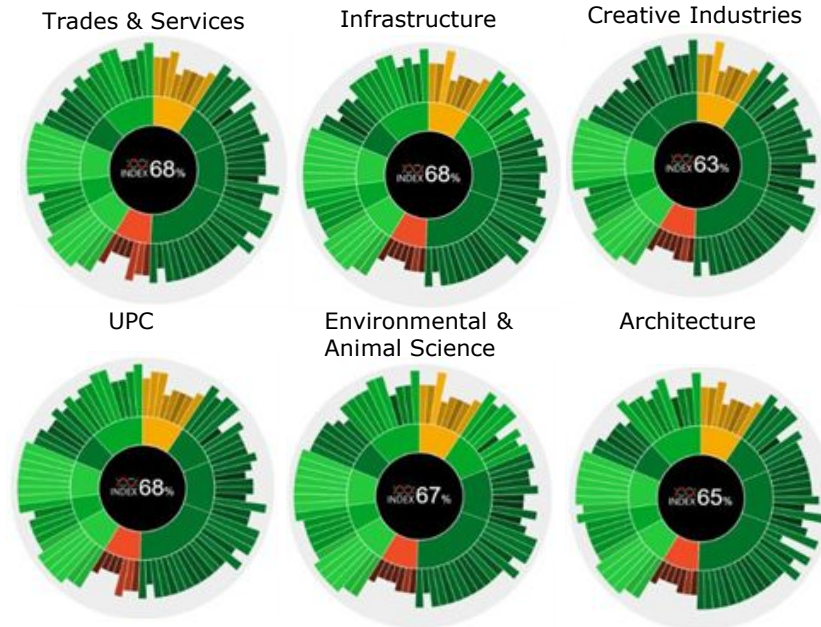 Trades & Services
Infrastructure
Creative Industries
INDEX 68%
INDEX 68%
INDEX 63%
UPC
Environmental &
Animal Science
Architecture
INDEX 68%
INDEX 67%
INDEX 65%